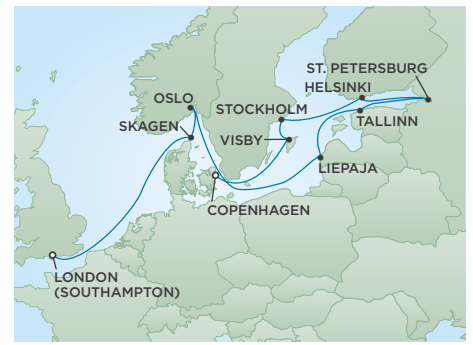 ST. PETERSBURG
HELSINKI
OSLO
STOCKHOLM
TALLINN
SKAGEN
VISBY
LIEPAJA
COPENHAGEN
LONDON
(SOUTHAMPTON)